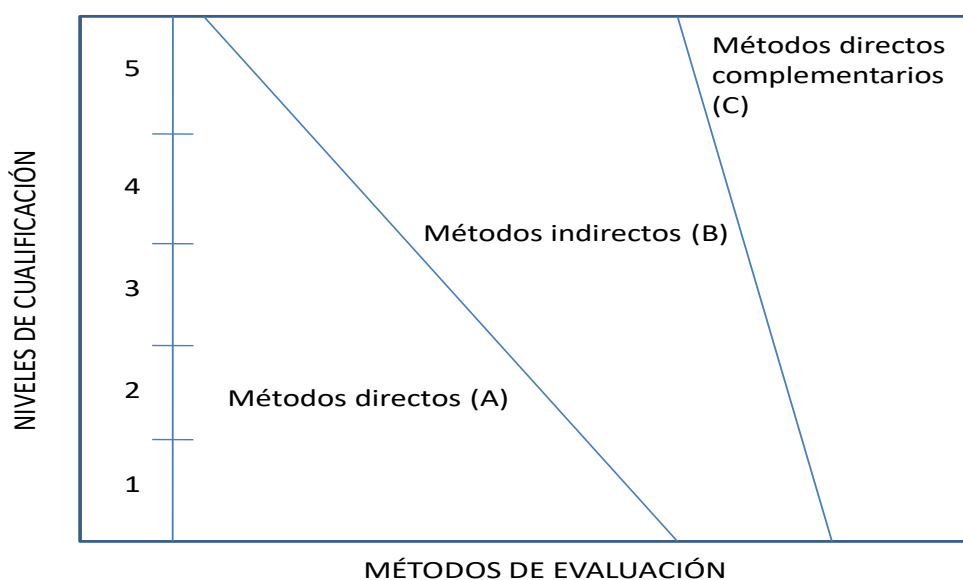 NIVELES DE CUALIFICACIÓN
5
4
3
2
1
Métodos directos
complementarios
(C)
Métodos indirectos (B)
Métodos directos (A)
MÉTODOS DE EVALUACIÓN